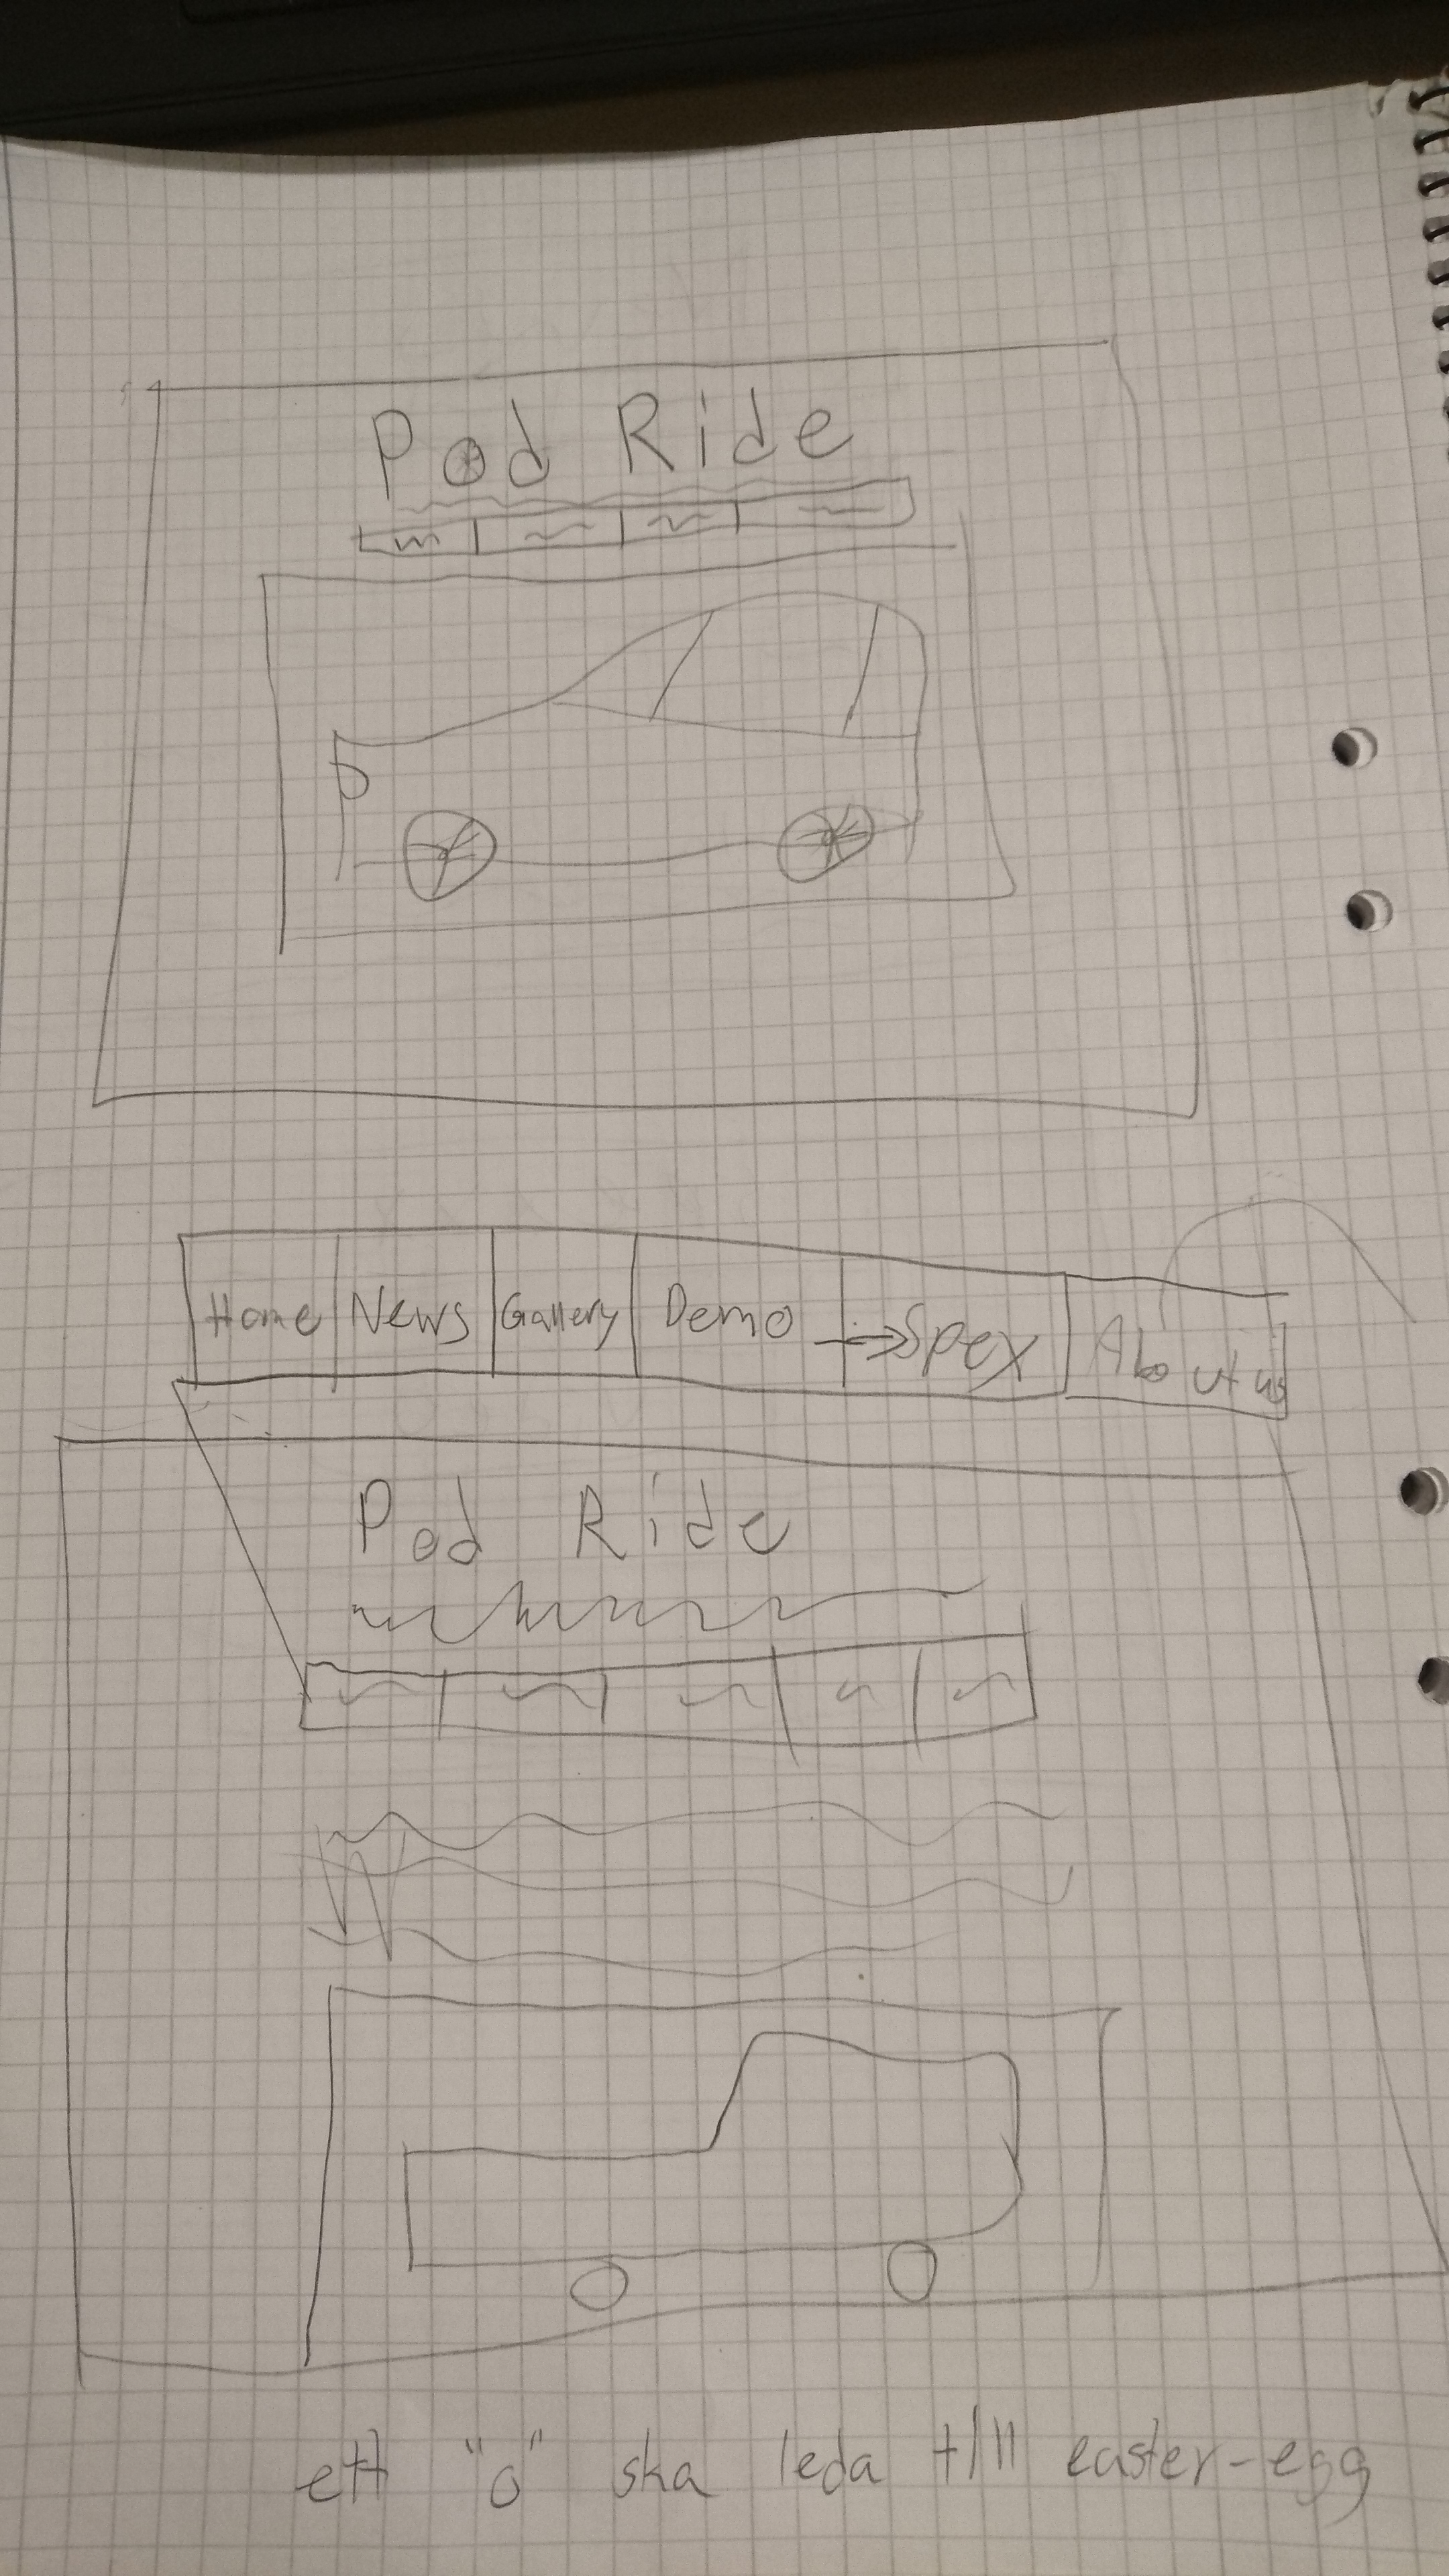 Pod Ride
Home News Gallery Demo Spex About us
Pod Ride
ett "o" ska leda till easter-egg